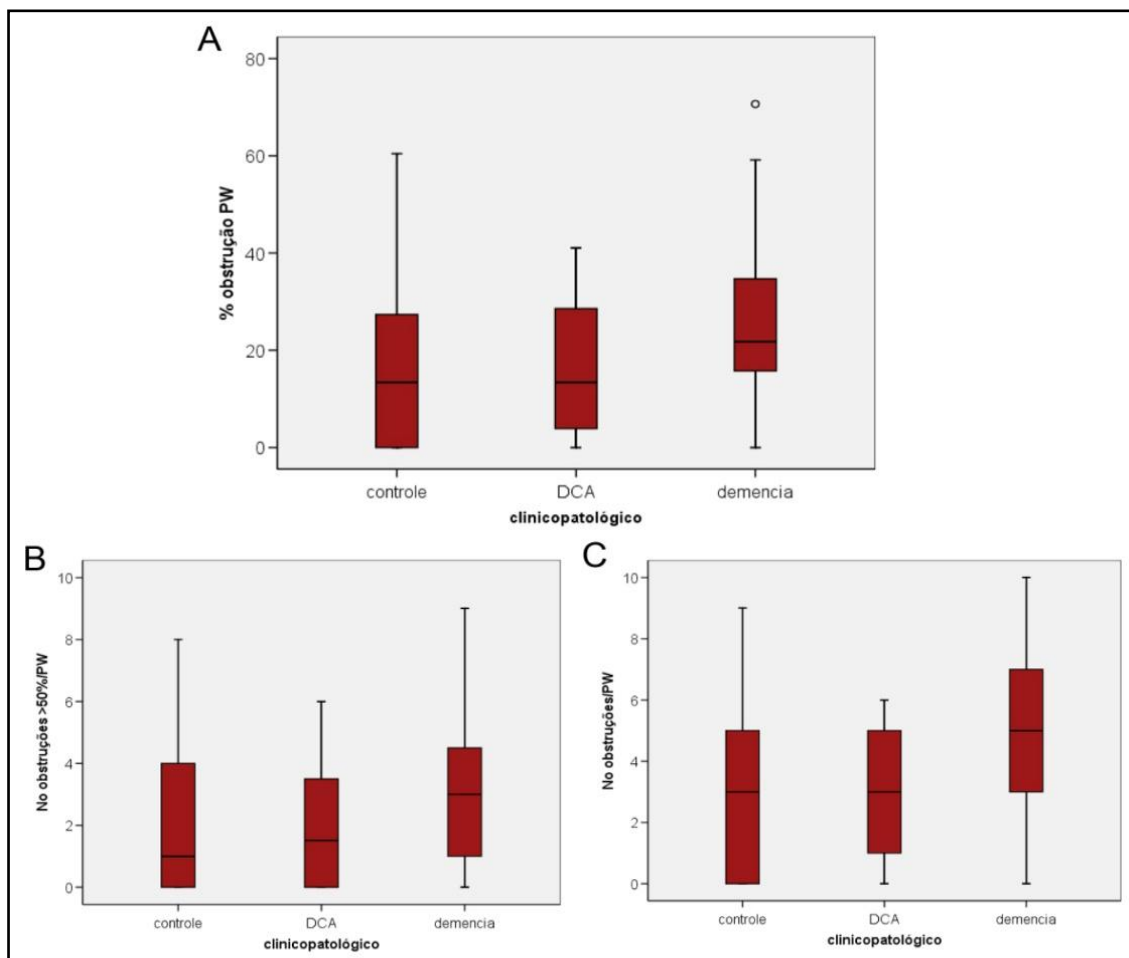 A
% obstrução PW
80
60
40
20
0
controle DCA demencia
clinicopatológico
B
No obstruções >50%/PW
10
8
6
4
2
0
controle DCA demencia
clinicopatológico
C
No obstruções/PW
10
8
6
4
2
0
controle DCA demencia
clinicopatológico